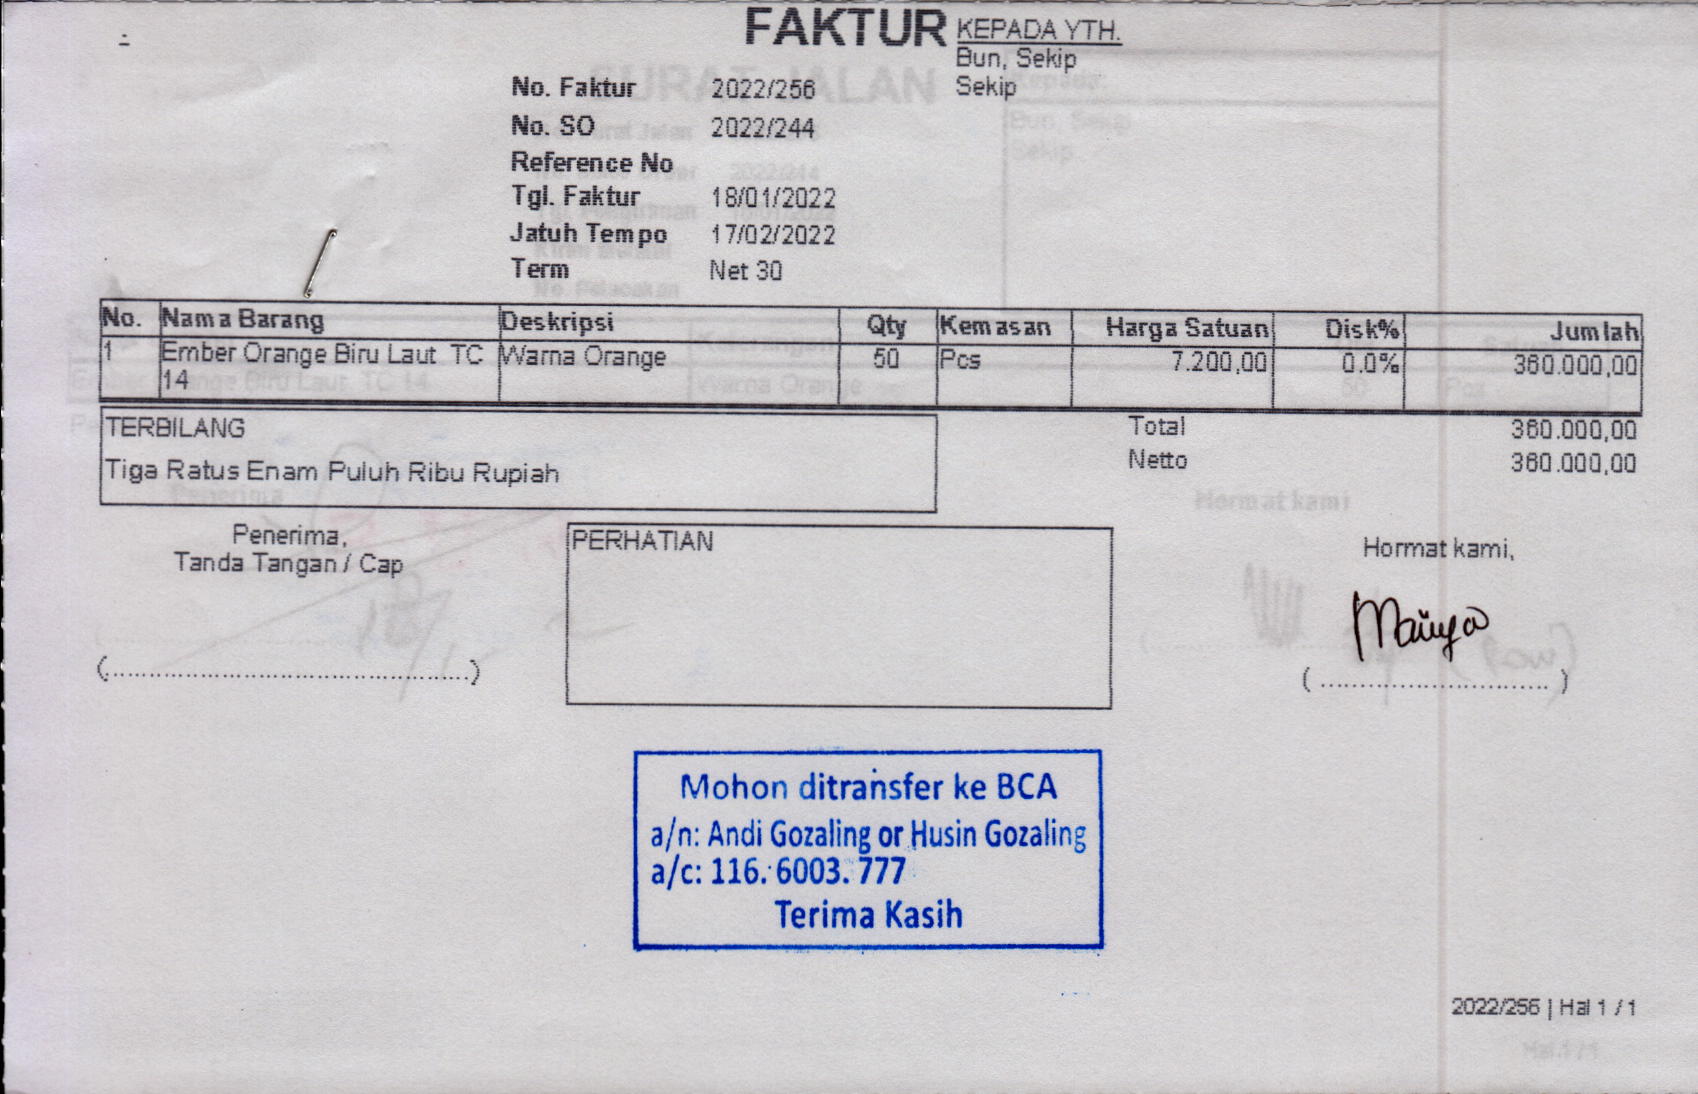 FAKTUR
KEPADA YTH.
Bun, Sekip
Sekip
No. Faktur 2022/256
No. SO 2022/244
Reference No
Tgl. Faktur 18/01/2022
Jatuh Tempo 17/02/2022
Term Net 30
No. Nama Barang Deskripsi Qty Kemasan Harga Satuan Disk% Jumlah
1 Ember Orange Biru Laut TC Warna Orange 50 Pcs 7.200,00 0.0% 360.000,00
14
TERBILANG
Tiga Ratus Enam Puluh Ribu Rupiah
Total 360.000,00
Netto 360.000,00
Penerima,
Tanda Tangan / Cap
PERHATIAN
Hormat kami,
Mohon ditransfer ke BCA
a/n: Andi Gozaling or Husin Gozaling
a/c: 116. 6003. 777
Terima Kasih
2022/256 | Hal 1 / 1